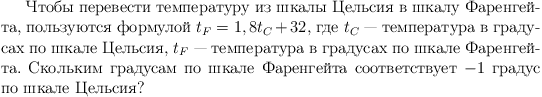 Чтобы перевести температуру из шкалы Цельсия в шкалу Фаренгей-
та, пользуются формулой t_F = 1,8t_C + 32, где t_C — температура в граду-
сах по шкале Цельсия, t_F — температура в градусах по шкале Фаренгей-
та. Скольким градусам по шкале Фаренгейта соответствует −1 градус
по шкале Цельсия?